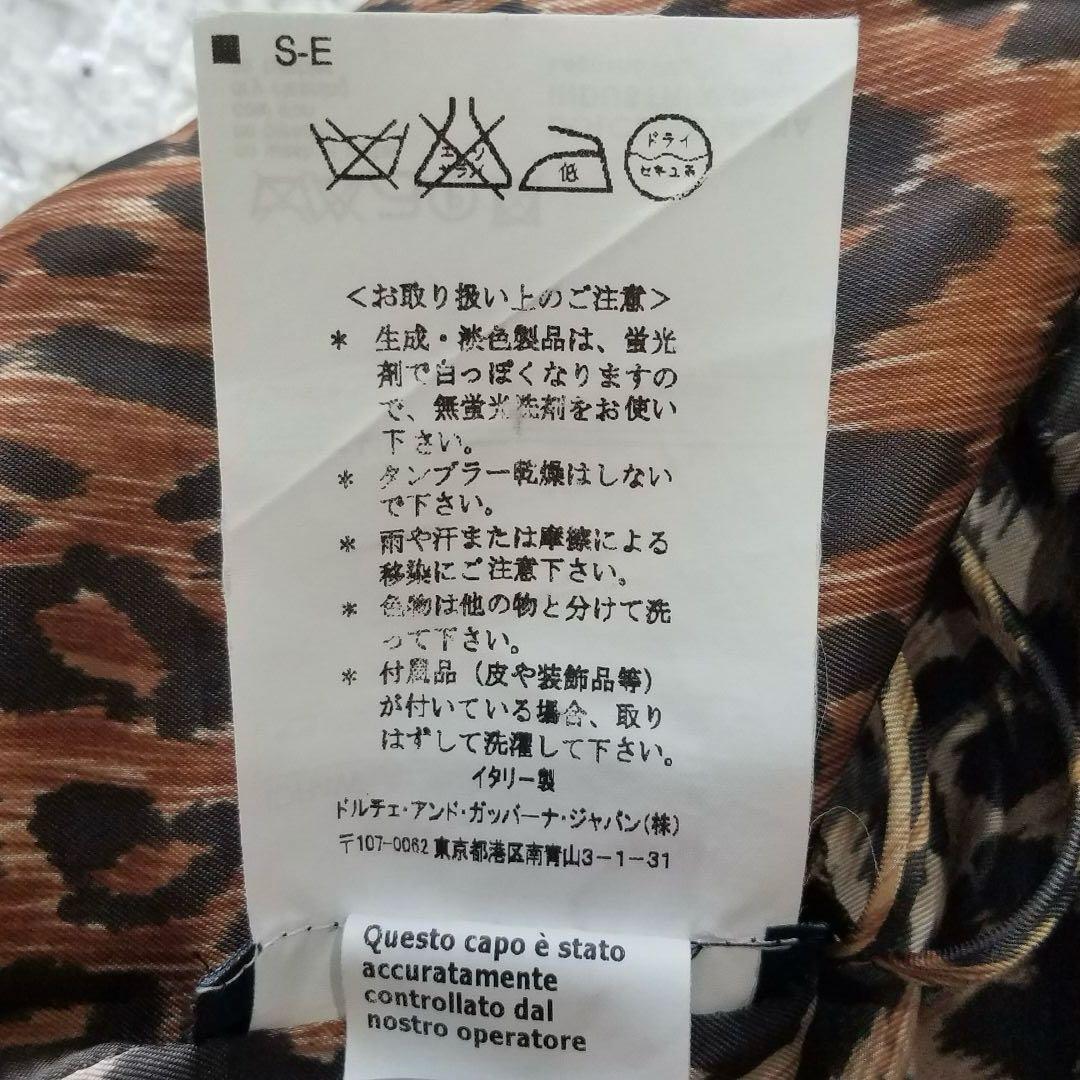 S-E
エンソ サラシ
低
ドライ
セキユ系
<お取り扱い上のご注意>
* 生成・淡色製品は、蛍光
剤で白っぽくなりますの
で、無蛍光洗剤をお使い
下さい。
* タンブラー乾燥はしない
で下さい。
* 雨や汗または摩擦による
移染にご注意下さい。
* 色物は他の物と分けて洗
って下さい。
* 付属品(皮や装飾品等)
が付いている場合、取り
はずして洗濯して下さい。
イタリー製
ドルチェ・アンド・ガッバーナ・ジャパン(株)
〒107-0062 東京都港区南青山3-1-31
Questo capo è stato
accuratamente
controllato dal
nostro operatore